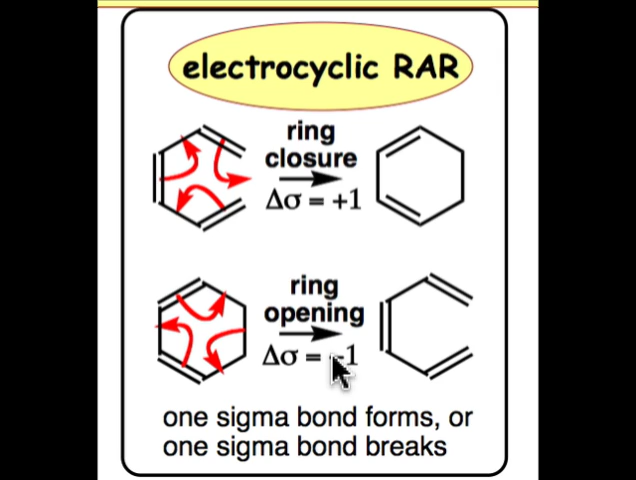 electrocyclic RAR
ring
closure
Δσ = +1
ring
opening
Δσ = -1
one sigma bond forms, or
one sigma bond breaks